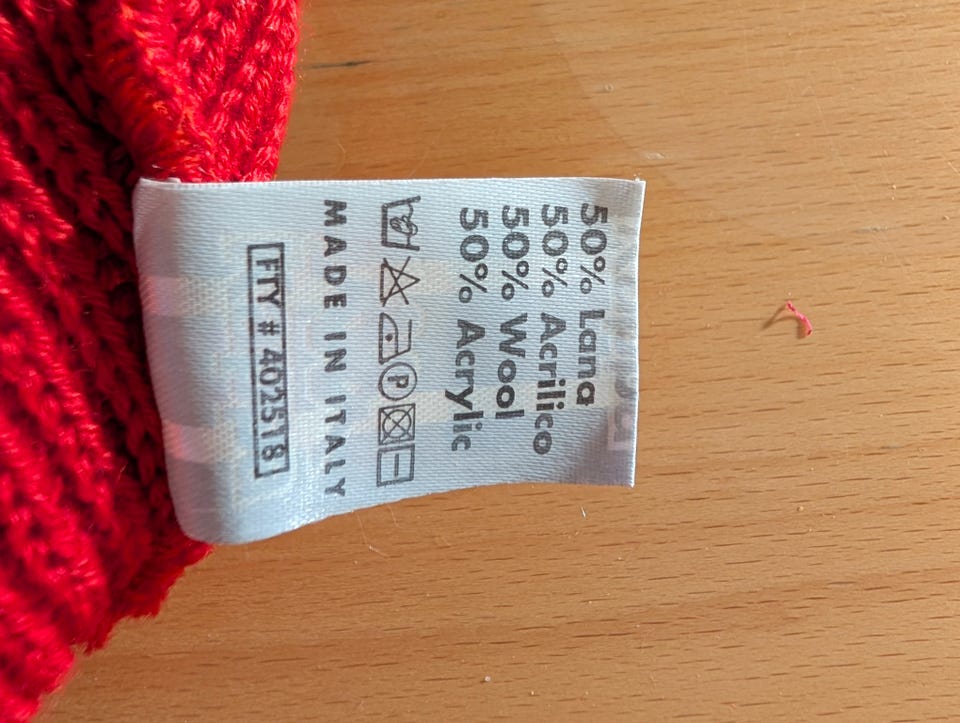 50% Lana
50% Acrilico
50% Wool
50% Acrylic
P
MADE IN ITALY
FTY # 402518